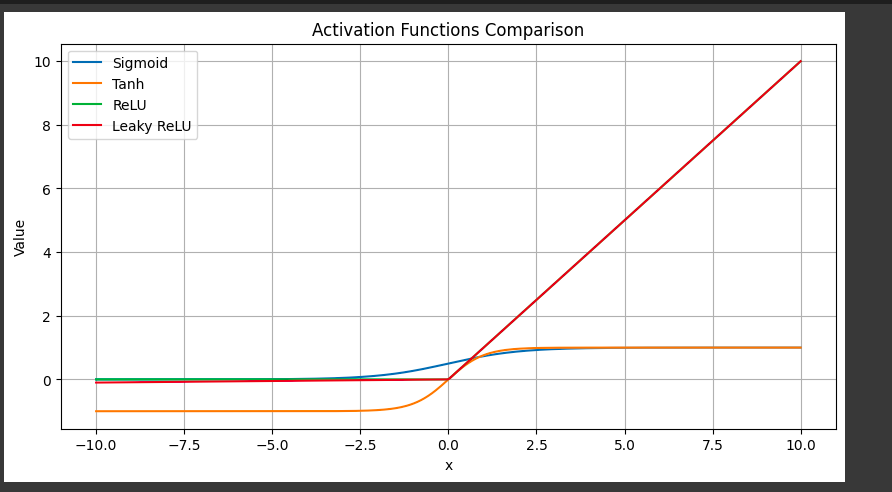 Activation Functions Comparison
Sigmoid
Tanh
ReLU
Leaky ReLU
10
8
6
4
2
0
Value
−10.0 −7.5 −5.0 −2.5 0.0 2.5 5.0 7.5 10.0
x